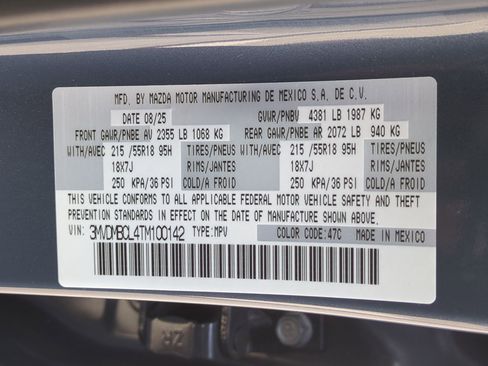 MFD. BY MAZDA MOTOR MANUFACTURING DE MEXICO S.A. DE C.V.
DATE 08/25 GVWR/PNBV 4381 LB 1987 KG
FRONT GAWR/PNBE AV 2355 LB 1068 KG REAR GAWR/PNBE AR 2072 LB 940 KG
WITH/AVEC 215 /55R18 95H TIRES/PNEUS WITH/AVEC 215 /55R18 95H TIRES/PNEUS
18X7J RIMS/JANTES 18X7J RIMS/JANTES
250 KPA/36 PSI COLD/A FROID 250 KPA/36 PSI COLD/A FROID
THIS VEHICLE CONFORMS TO ALL APPLICABLE FEDERAL MOTOR VEHICLE SAFETY AND THEFT
PREVENTION STANDARDS IN EFFECT ON THE DATE OF MANUFACTURE SHOWN ABOVE.
VIN: 3MVDMBCL4TM100142 TYPE: MPV COLOR CODE: 47C MADE IN MEXICO
ZR